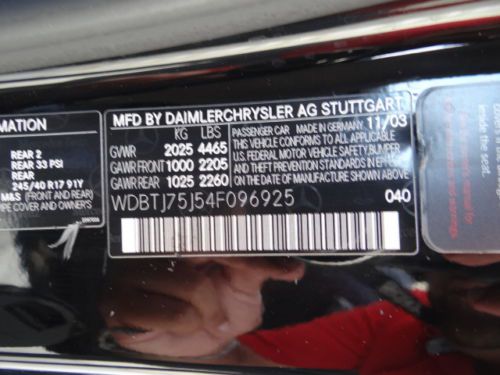 MFD BY DAIMLERCHRYSLER AG STUTTGART
KG LBS
GVWR 2025 4465
GAWR FRONT 1000 2205
GAWR REAR 1025 2260
PASSENGER CAR MADE IN GERMANY 11/03
THIS VEHICLE CONFORMS TO ALL APPLICABLE
U.S. FEDERAL MOTOR VEHICLE SAFETY, BUMPER
AND THEFT PREVENTION STANDARDS IN EFFECT
ON THE DATE OF MANUFACTURE SHOWN ABOVE.
WDBTJ75J54F096925 040
MATION
REAR 2
REAR 33 PSI
REAR
245/40 R17 91Y
M&S (FRONT AND REAR)
PIPE COVER AND OWNER'S